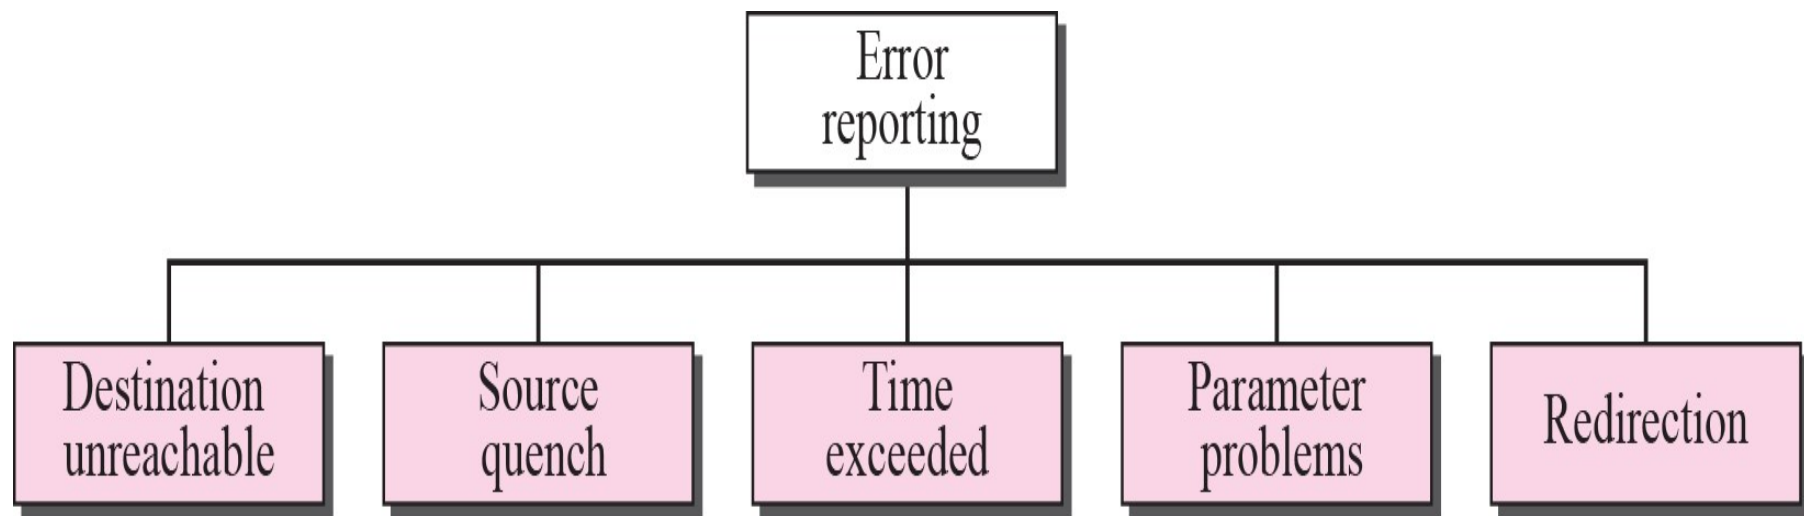 Error
reporting
Destination
unreachable
Source
quench
Time
exceeded
Parameter
problems
Redirection